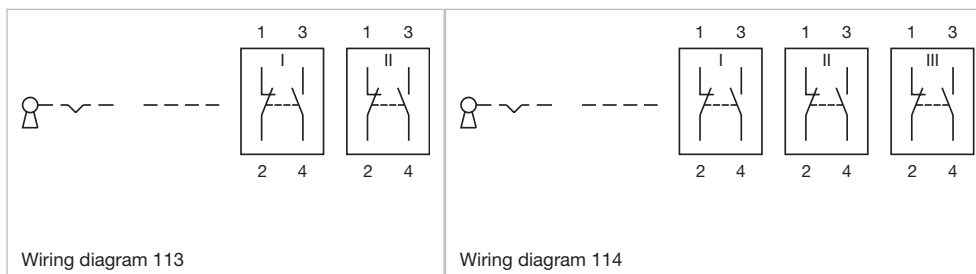 1 3 1 3 1 3 1 3 1 3
I II I II III
2 4 2 4 2 4 2 4 2 4
Wiring diagram 113 Wiring diagram 114